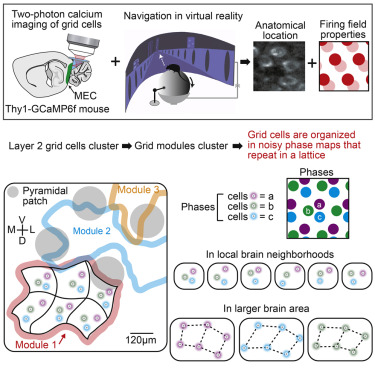 Two-photon calcium
imaging of grid cells
Navigation in virtual reality
Anatomical
location
Firing field
properties
MEC
Thy1-GCaMP6f mouse
Layer 2 grid cells cluster
Grid modules cluster
Grid cells are organized
in noisy phase maps that
repeat in a lattice
Pyramidal
patch
Module 3
Module 2
V
M L
D
Module 1
120µm
Phases
Phases:
cells = a
cells = b
cells = c
a
b
c
In local brain neighborhoods
In larger brain area